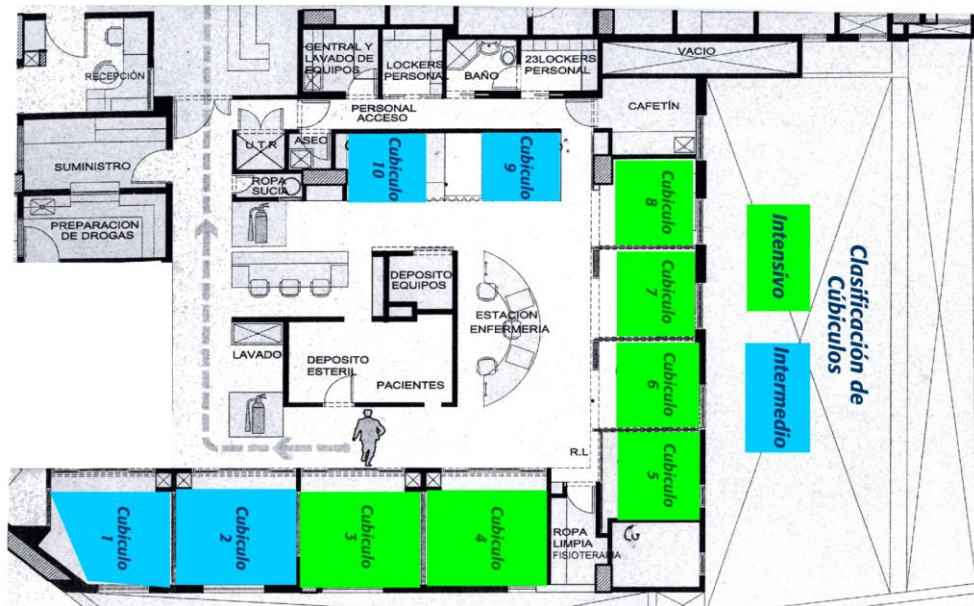 CENTRAL Y
LAVADO DE
EQUIPOS
LOCKERS
PERSONAL
BAÑO
23LOCKERS
PERSONAL
VACIO
RECEPCIÓN
PERSONAL
ACCESO
CAFETÍN
U.T.R
ASEO
SUMINISTRO
ROPA
SUCIA
Cubiculo
10
Cubiculo
9
Cubiculo
8
PREPARACION
DE DROGAS
Cubiculo
7
DEPOSITO
EQUIPOS
ESTACION
ENFERMERIA
LAVADO
DEPOSITO
ESTERIL
PACIENTES
Cubiculo
6
R.L
Cubiculo
5
Cubiculo
1
Cubiculo
2
Cubiculo
3
Cubiculo
4
ROPA
LIMPIA
FISIOTERAPIA
Clasificación de
Cúbiculos
Intensivo
Intermedio